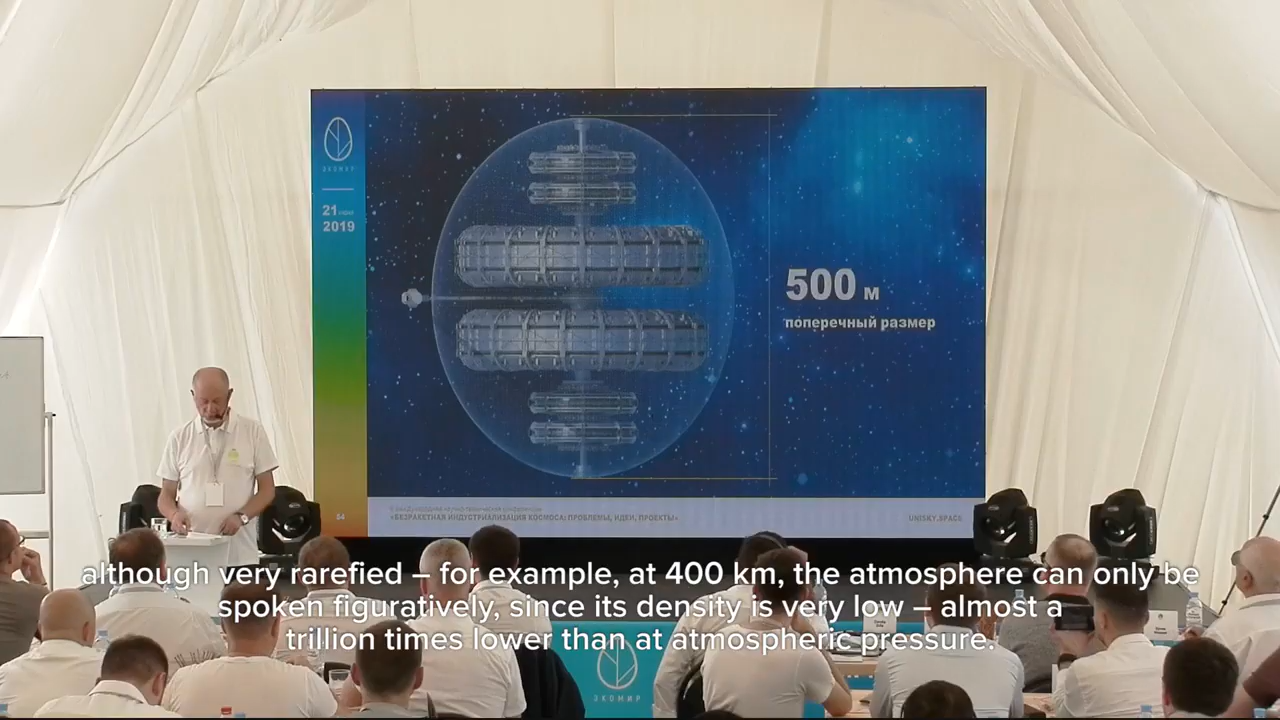 ЭКОМИР
21 июня
2019
500 м
поперечный размер
64
«БЕЗРАКЕТНАЯ ИНДУСТРИАЛИЗАЦИЯ КОСМОСА: ПРОБЛЕМЫ, ИДЕИ, ПРОЕКТЫ»
UNISKY.SPACE
although very rarefied – for example, at 400 km, the atmosphere can only be
spoken figuratively, since its density is very low – almost a
trillion times lower than at atmospheric pressure.
ЭКОМИР